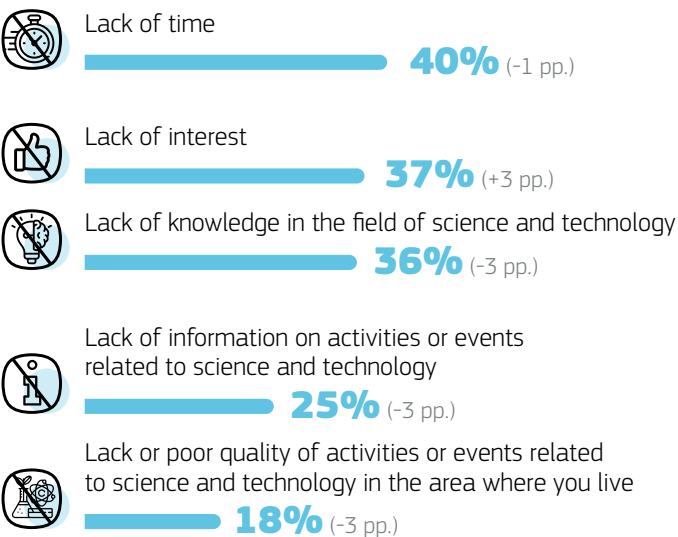 Lack of time
40% (-1 pp.)
Lack of interest
37% (+3 pp.)
Lack of knowledge in the field of science and technology
36% (-3 pp.)
Lack of information on activities or events
related to science and technology
25% (-3 pp.)
Lack or poor quality of activities or events related
to science and technology in the area where you live
18% (-3 pp.)